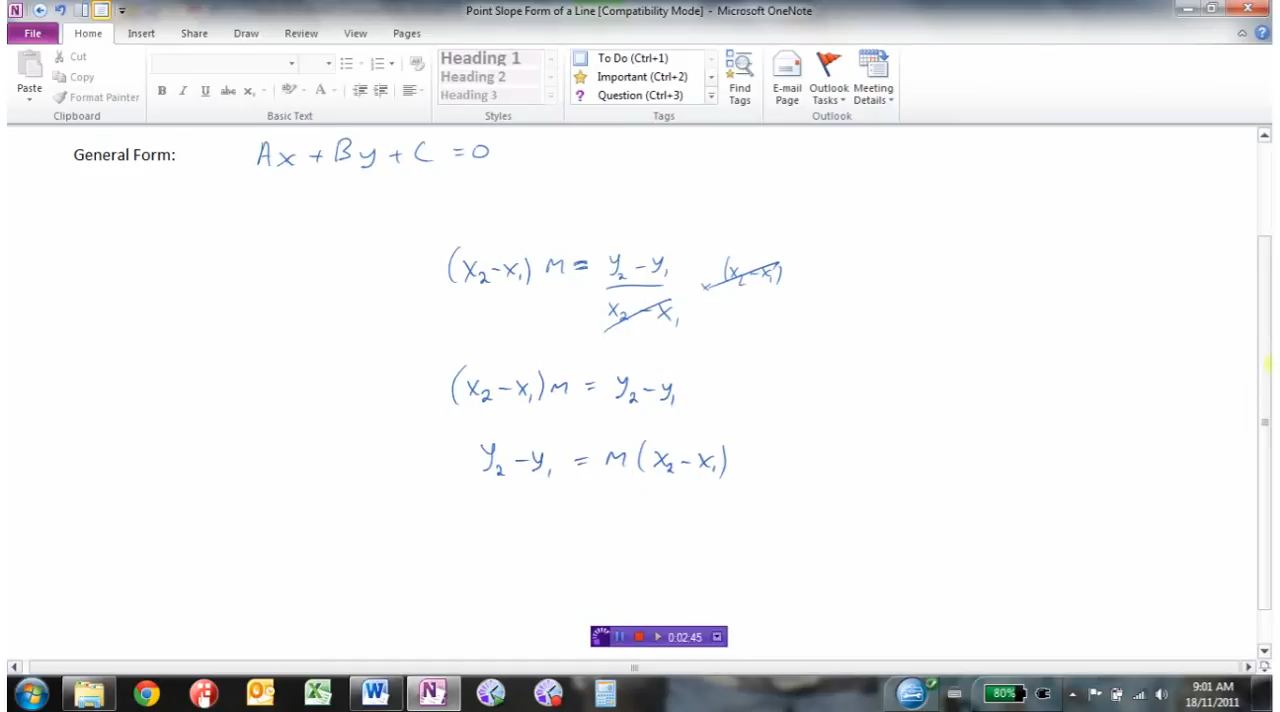 Point Slope Form of a Line [Compatibility Mode] - Microsoft OneNote
File Home Insert Share Draw Review View Pages
Paste Cut Copy Format Painter
B I U abc x₂ A
Heading 1
Heading 2
Heading 3
To Do (Ctrl+1)
Important (Ctrl+2)
Question (Ctrl+3)
Find Tags
E-mail Page
Outlook Tasks
Meeting Details
Clipboard Basic Text Styles Tags Outlook
General Form: Ax + By + C = 0
(x₂-x₁) M = y₂ - y₁ (x₂-x₁)
x₂ - x₁
(x₂-x₁) M = y₂ - y₁
y₂ - y₁ = M (x₂ - x₁)
0:02:45
80%
9:01 AM
18/11/2011